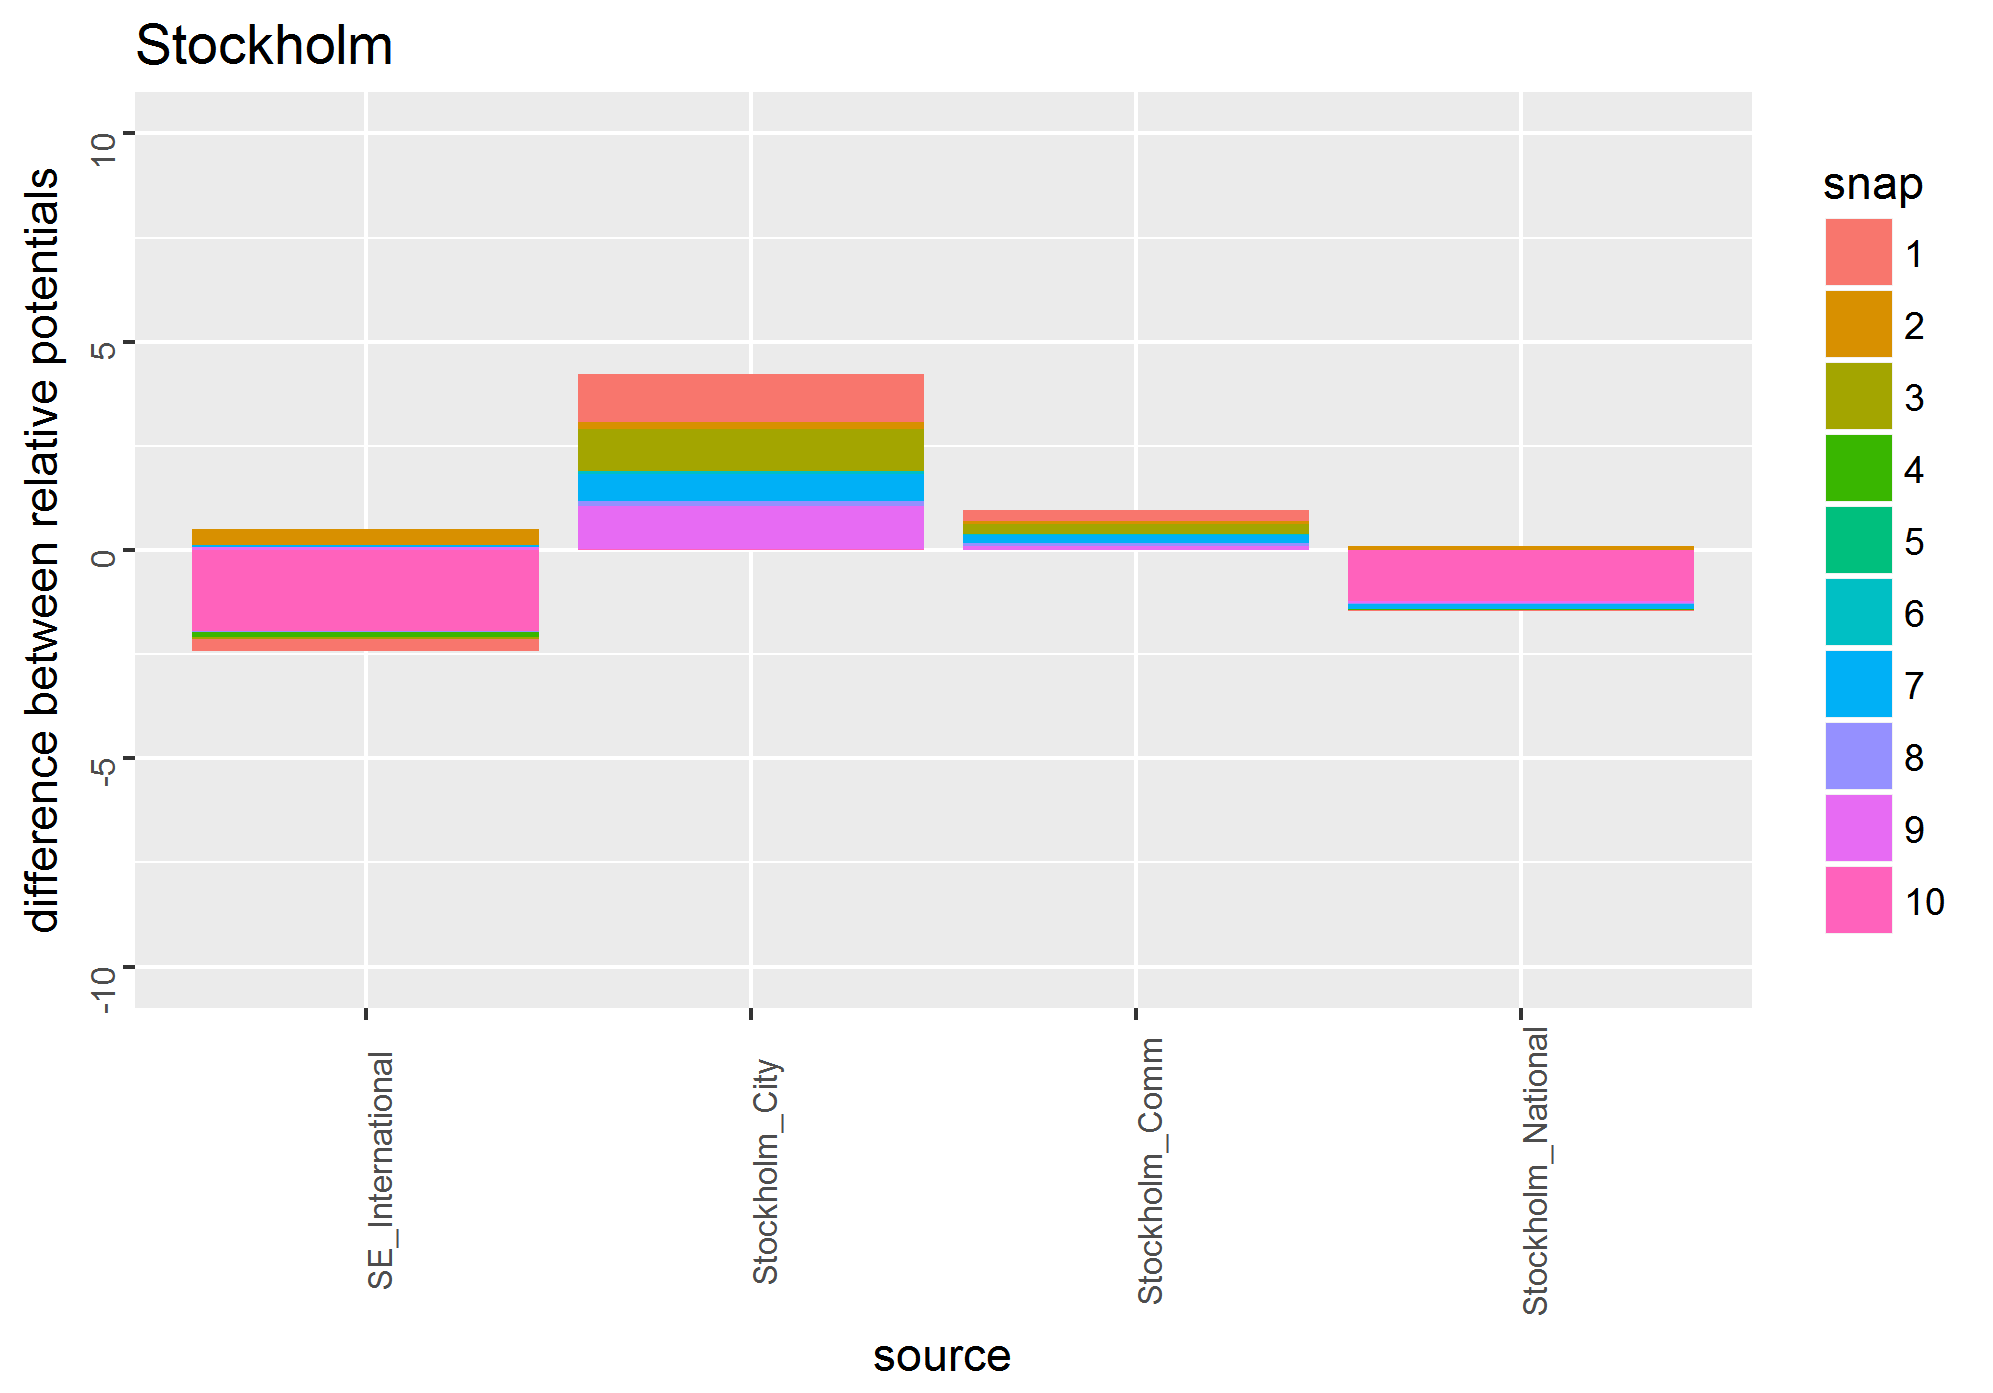 Stockholm
difference between relative potentials
10
5
0
-5
-10
SE_International
Stockholm_City
Stockholm_Comm
Stockholm_National
source
snap
1
2
3
4
5
6
7
8
9
10